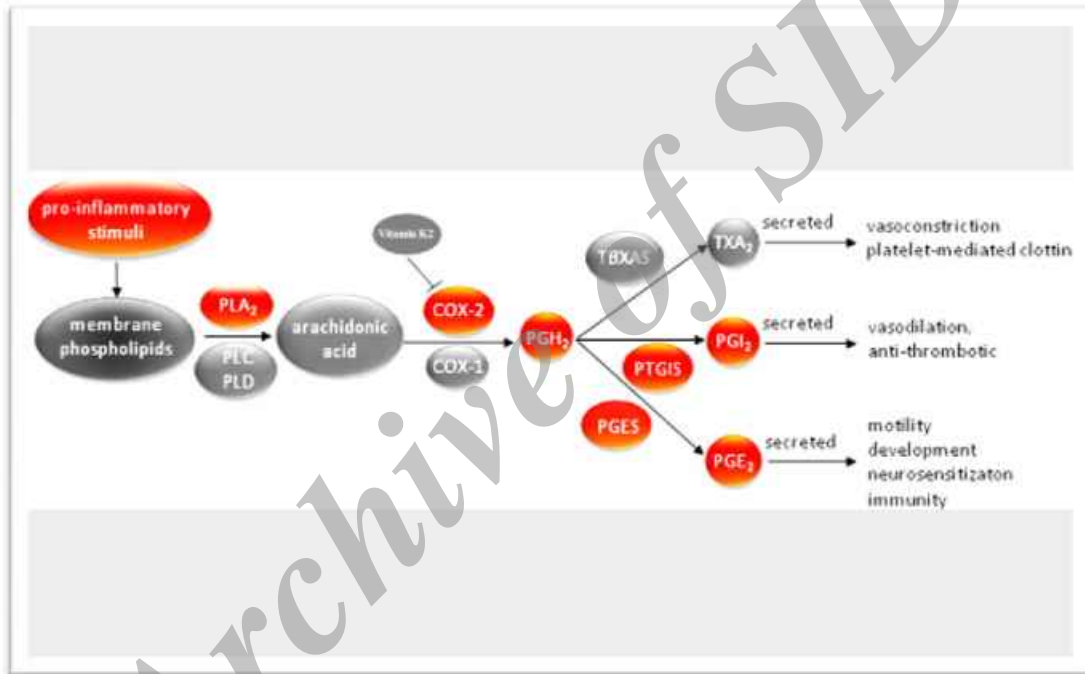 pro-inflammatory
stimuli
Vitamin K2
membrane
phospholipids
PLA₂
PLC
PLD
arachidonic
acid
COX-2
COX-1
PGH₂
TBXAS
PTGIS
PGES
TXA₂
PGI₂
PGE₂
secreted
vasoconstriction
platelet-mediated clottin
secreted
vasodilation,
anti-thrombotic
secreted
motility
development
neurosensitizaton
immunity
Archive of SID